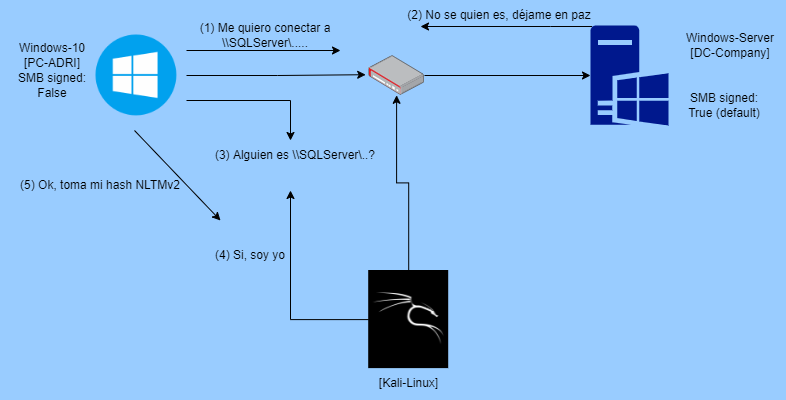 (2) No se quien es, déjame en paz
(1) Me quiero conectar a
\\SQLServer\.....
Windows-10
[PC-ADRI]
SMB signed:
False
Windows-Server
[DC-Company]
SMB signed:
True (default)
(3) Alguien es \\SQLServer\..?
(5) Ok, toma mi hash NLTMv2
(4) Si, soy yo
[Kali-Linux]